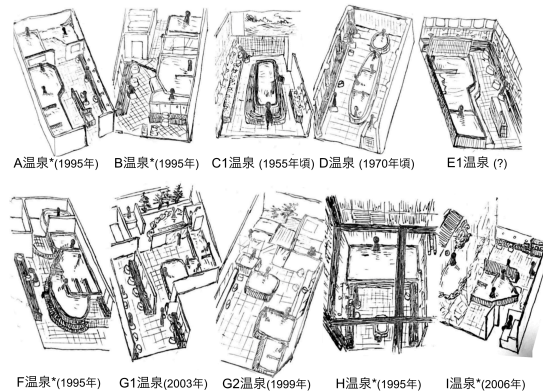 A温泉*(1995年) B温泉*(1995年) C1温泉 (1955年頃) D温泉 (1970年頃) E1温泉 (?)
F温泉*(1995年) G1温泉(2003年) G2温泉(1999年) H温泉*(1995年) I温泉*(2006年)